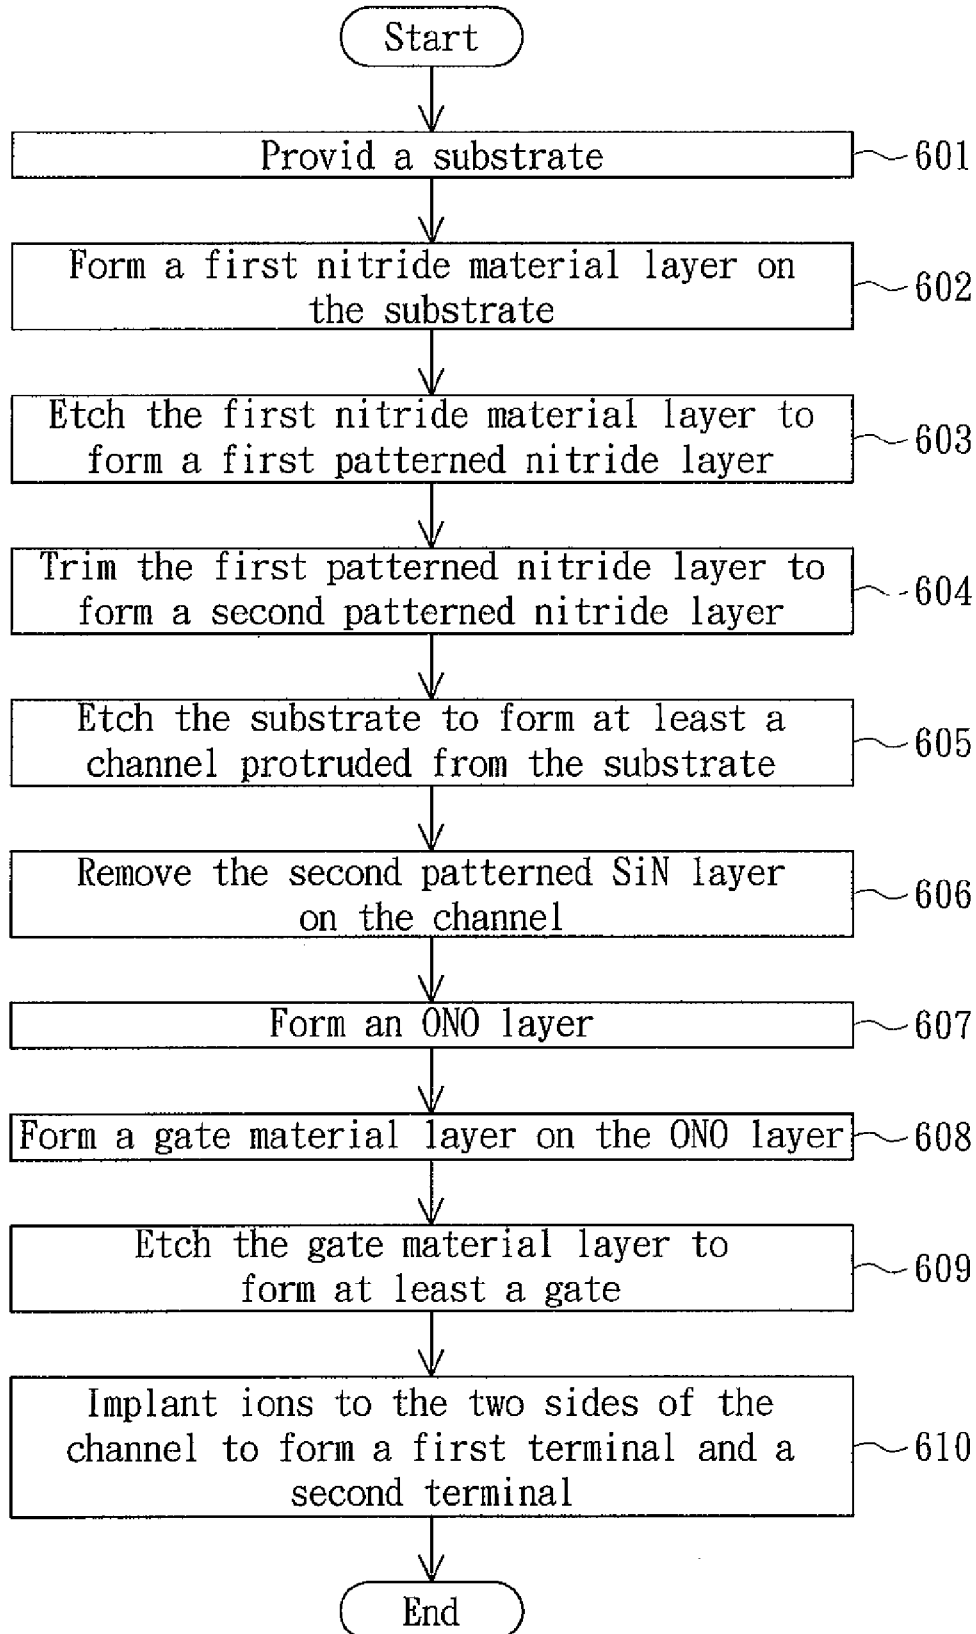 Start
Provid a substrate
601
Form a first nitride material layer on
the substrate
602
Etch the first nitride material layer to
form a first patterned nitride layer
603
Trim the first patterned nitride layer to
form a second patterned nitride layer
604
Etch the substrate to form at least a
channel protruded from the substrate
605
Remove the second patterned SiN layer
on the channel
606
Form an ONO layer
607
Form a gate material layer on the ONO layer
608
Etch the gate material layer to
form at least a gate
609
Implant ions to the two sides of the
channel to form a first terminal and a
second terminal
610
End